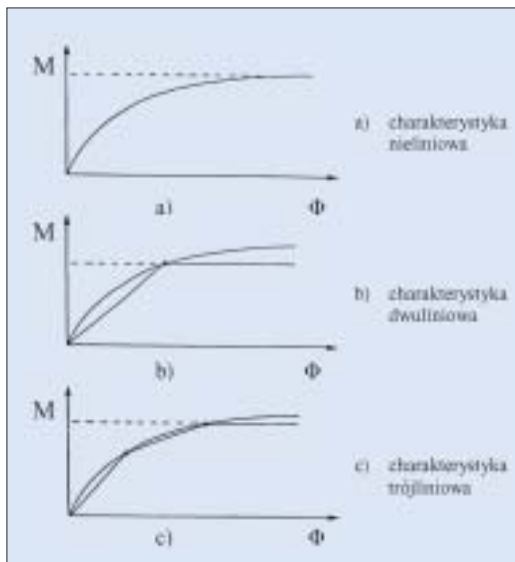 M
a) charakterystyka
nieliniowa
a) Φ
M
b) charakterystyka
dwuliniowa
b) Φ
M
c) charakterystyka
trójliniowa
c) Φ